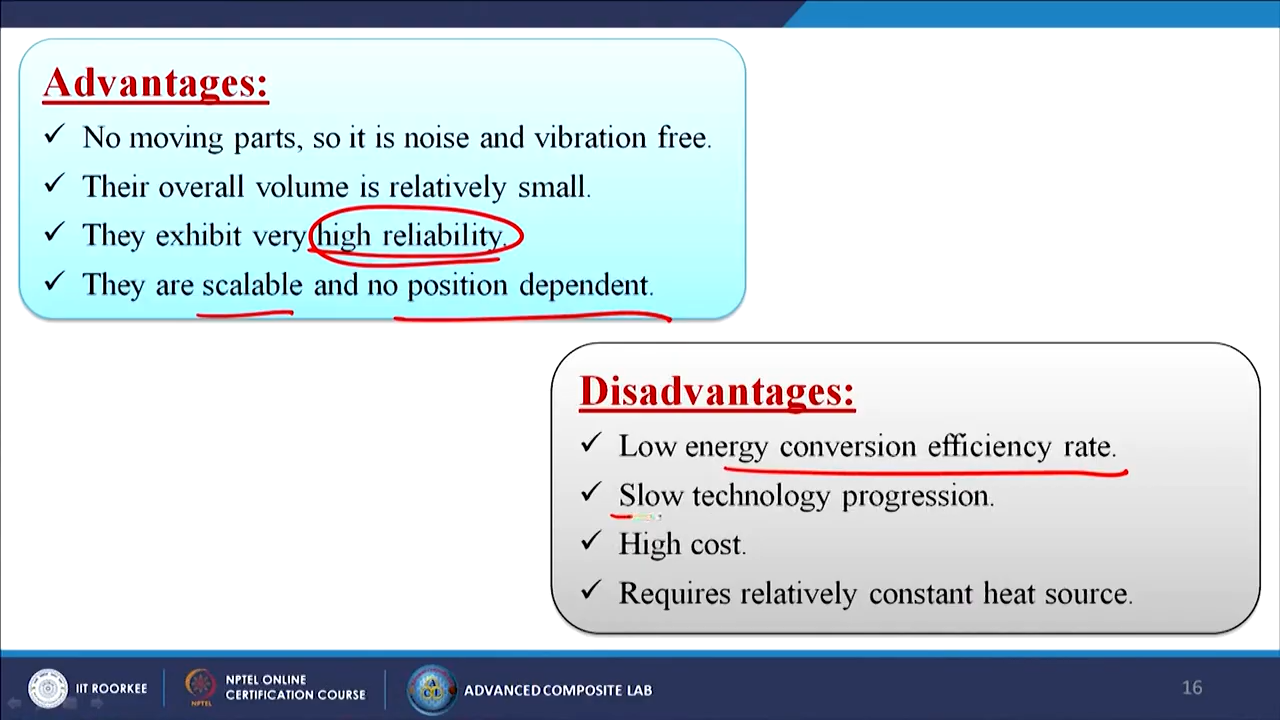 Advantages:
✓ No moving parts, so it is noise and vibration free.
✓ Their overall volume is relatively small.
✓ They exhibit very high reliability.
✓ They are scalable and no position dependent.
Disadvantages:
✓ Low energy conversion efficiency rate.
✓ Slow technology progression.
✓ High cost.
✓ Requires relatively constant heat source.
IIT ROORKEE
NPTEL
NPTEL ONLINE
CERTIFICATION COURSE
ACL
ADVANCED COMPOSITE LAB
16